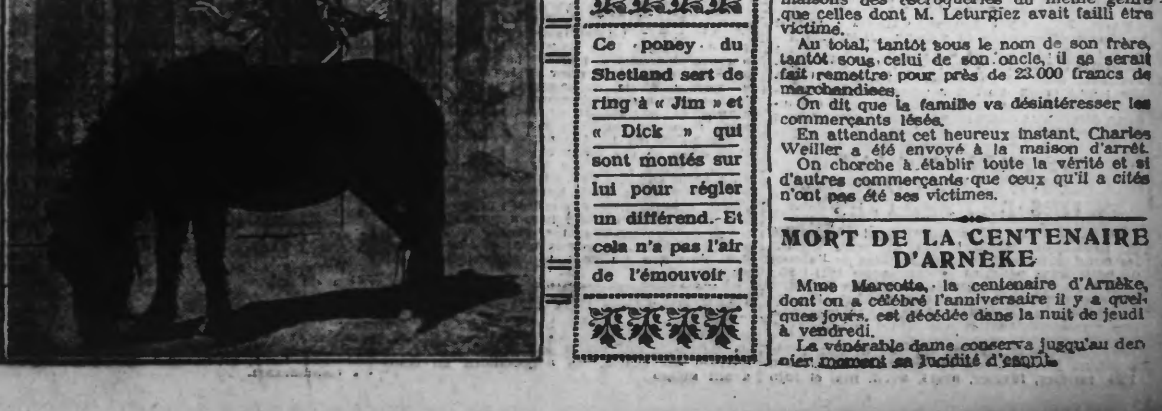 Ce poney du
Shetland sert de
ring à « Jim » et
« Dick » qui
sont montés sur
lui pour régler
un différend. Et
cela n'a pas l'air
de l'émouvoir !
maisons des escroqueries du même genre
que celles dont M. Leturgiez avait failli être
victime.
Au total, tantôt sous le nom de son frère,
tantôt sous celui de son oncle, il se serait
fait remettre pour près de 23.000 francs de
marchandises.
On dit que la famille va désintéresser les
commerçants lésés.
En attendant cet heureux instant, Charles
Weiller a été envoyé à la maison d'arrêt.
On cherche à établir toute la vérité et si
d'autres commerçants que ceux qu'il a cités
n'ont pas été ses victimes.
MORT DE LA CENTENAIRE
D'ARNÈKE
Mme Marcotte, la centenaire d'Arnèke,
dont on a célébré l'anniversaire il y a quel-
ques jours, est décédée dans la nuit de jeudi
à vendredi.
La vénérable dame conserva jusqu'au der-
nier moment sa lucidité d'esprit.